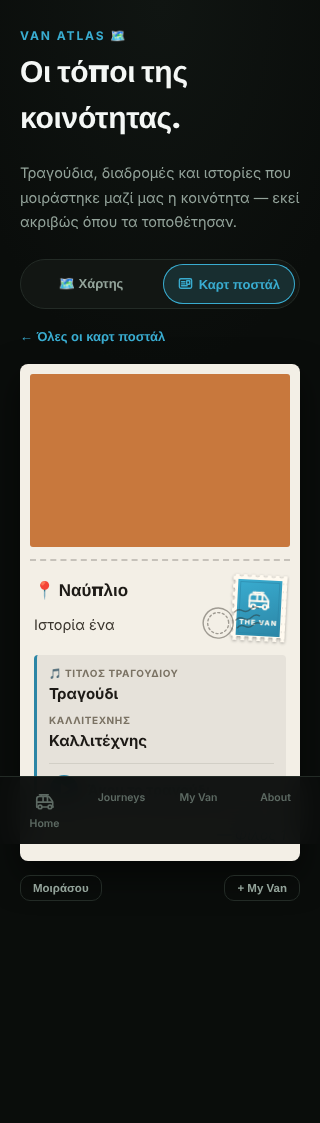 VAN ATLAS 🗺️
Οι τόποι της
κοινότητας.
Τραγούδια, διαδρομές και ιστορίες που
μοιράστηκε μαζί μας η κοινότητα — εκεί
ακριβώς όπου τα τοποθέτησαν.
🗺️ Χάρτης
Καρτ ποστάλ
← Όλες οι καρτ ποστάλ
📍 Ναύπλιο
THE VAN
Ιστορία ένα
🎵 ΤΙΤΛΟΣ ΤΡΑΓΟΥΔΙΟΥ
Τραγούδι
ΚΑΛΛΙΤΕΧΝΗΣ
Καλλιτέχνης
Home
Journeys
My Van
About
Μοιράσου
+ My Van